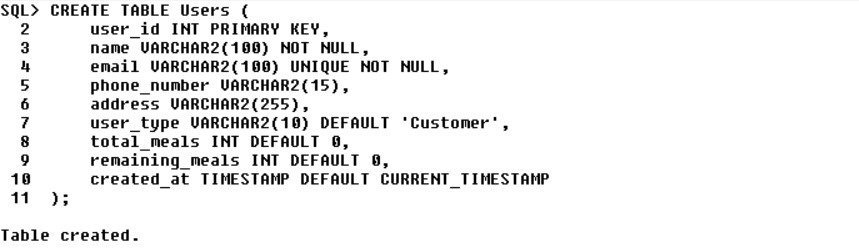 SQL> CREATE TABLE Users (
  2      user_id INT PRIMARY KEY,
  3      name VARCHAR2(100) NOT NULL,
  4      email VARCHAR2(100) UNIQUE NOT NULL,
  5      phone_number VARCHAR2(15),
  6      address VARCHAR2(255),
  7      user_type VARCHAR2(10) DEFAULT 'Customer',
  8      total_meals INT DEFAULT 0,
  9      remaining_meals INT DEFAULT 0,
 10      created_at TIMESTAMP DEFAULT CURRENT_TIMESTAMP
 11  );
Table created.